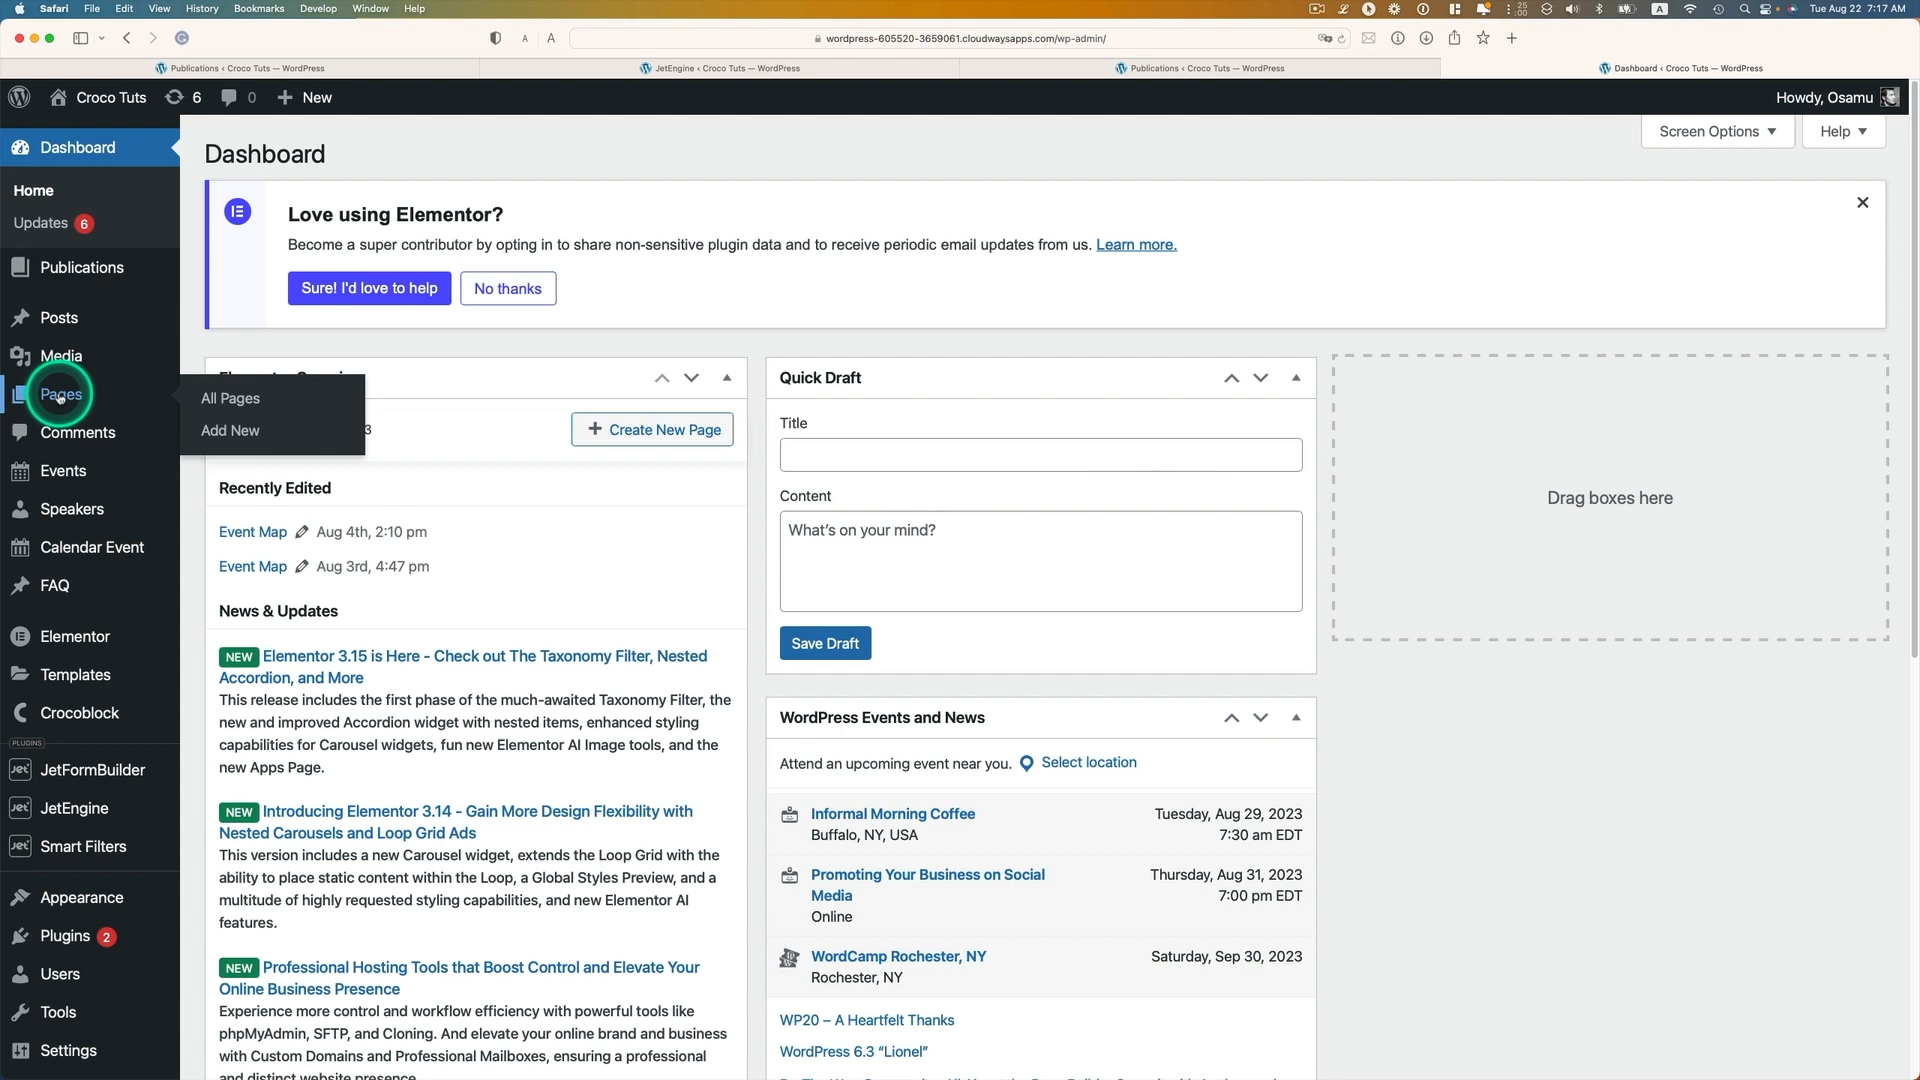 Safari File Edit View History Bookmarks Develop Window Help
Tue Aug 22 7:17 AM
wordpress-605520-3659061.cloudwaysapps.com/wp-admin/
Publications ‹ Croco Tuts — WordPress
JetEngine ‹ Croco Tuts — WordPress
Publications ‹ Croco Tuts — WordPress
Dashboard ‹ Croco Tuts — WordPress
Croco Tuts 6 0 New
Howdy, Osamu
Dashboard
Home
Updates 6
Publications
Posts
Media
Pages
Comments
Events
Speakers
Calendar Event
FAQ
Elementor
Templates
Crocoblock
PLUGINS
JetFormBuilder
JetEngine
Smart Filters
Appearance
Plugins 2
Users
Tools
Settings
All Pages
Add New
Screen Options
Help
Dashboard
Love using Elementor?
Become a super contributor by opting in to share non-sensitive plugin data and to receive periodic email updates from us. Learn more.
Sure! I'd love to help
No thanks
3
Create New Page
Recently Edited
Event Map Aug 4th, 2:10 pm
Event Map Aug 3rd, 4:47 pm
News & Updates
NEW Elementor 3.15 is Here - Check out The Taxonomy Filter, Nested
Accordion, and More
This release includes the first phase of the much-awaited Taxonomy Filter, the
new and improved Accordion widget with nested items, enhanced styling
capabilities for Carousel widgets, fun new Elementor AI Image tools, and the
new Apps Page.
NEW Introducing Elementor 3.14 - Gain More Design Flexibility with
Nested Carousels and Loop Grid Ads
This version includes a new Carousel widget, extends the Loop Grid with the
ability to place static content within the Loop, a Global Styles Preview, and a
multitude of highly requested styling capabilities, and new Elementor AI
features.
NEW Professional Hosting Tools that Boost Control and Elevate Your
Online Business Presence
Experience more control and workflow efficiency with powerful tools like
phpMyAdmin, SFTP, and Cloning. And elevate your online brand and business
with Custom Domains and Professional Mailboxes, ensuring a professional
and distinct website presence.
Quick Draft
Title
Content
What's on your mind?
Save Draft
WordPress Events and News
Attend an upcoming event near you. Select location
Informal Morning Coffee
Buffalo, NY, USA
Tuesday, Aug 29, 2023
7:30 am EDT
Promoting Your Business on Social
Media
Online
Thursday, Aug 31, 2023
7:00 pm EDT
WordCamp Rochester, NY
Rochester, NY
Saturday, Sep 30, 2023
WP20 – A Heartfelt Thanks
WordPress 6.3 “Lionel”
Drag boxes here